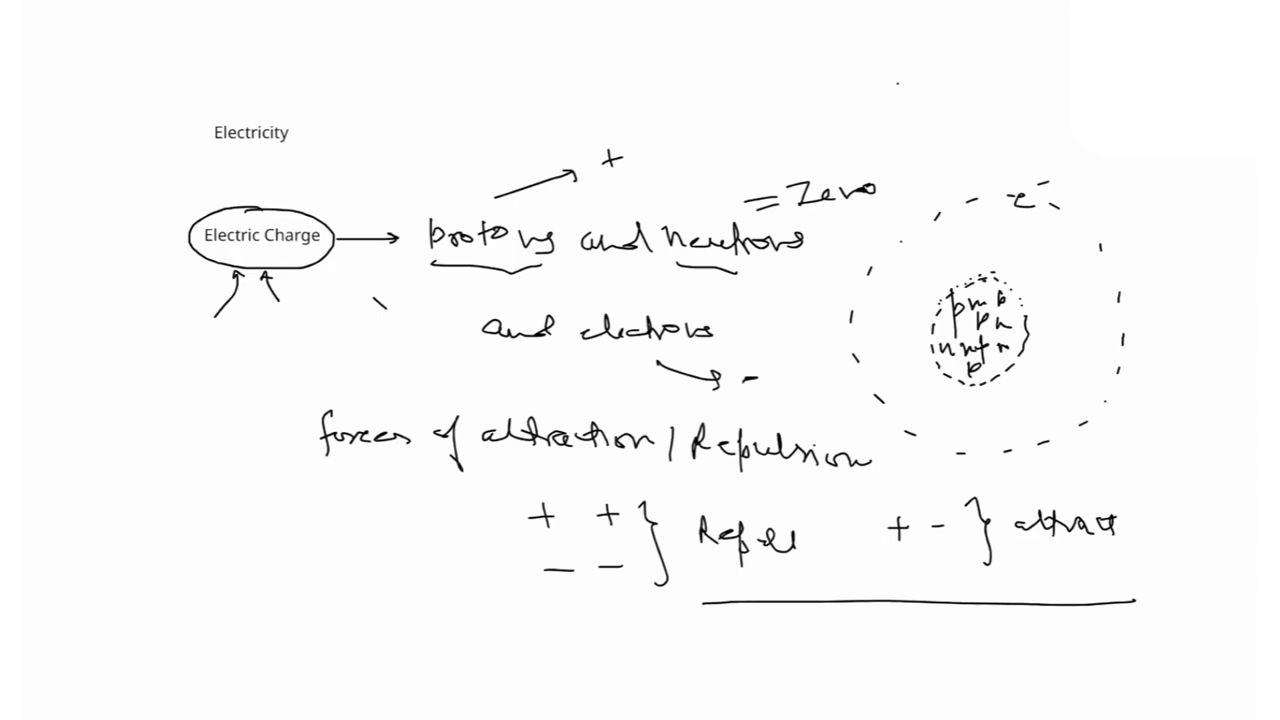 Electricity
+
= Zero
Electric Charge → protons and neutrons
e-
and electrons
-
p n p
p n
n n + n
p
forces of attraction / Repulsion
+ + } Repel + - } attract
- -